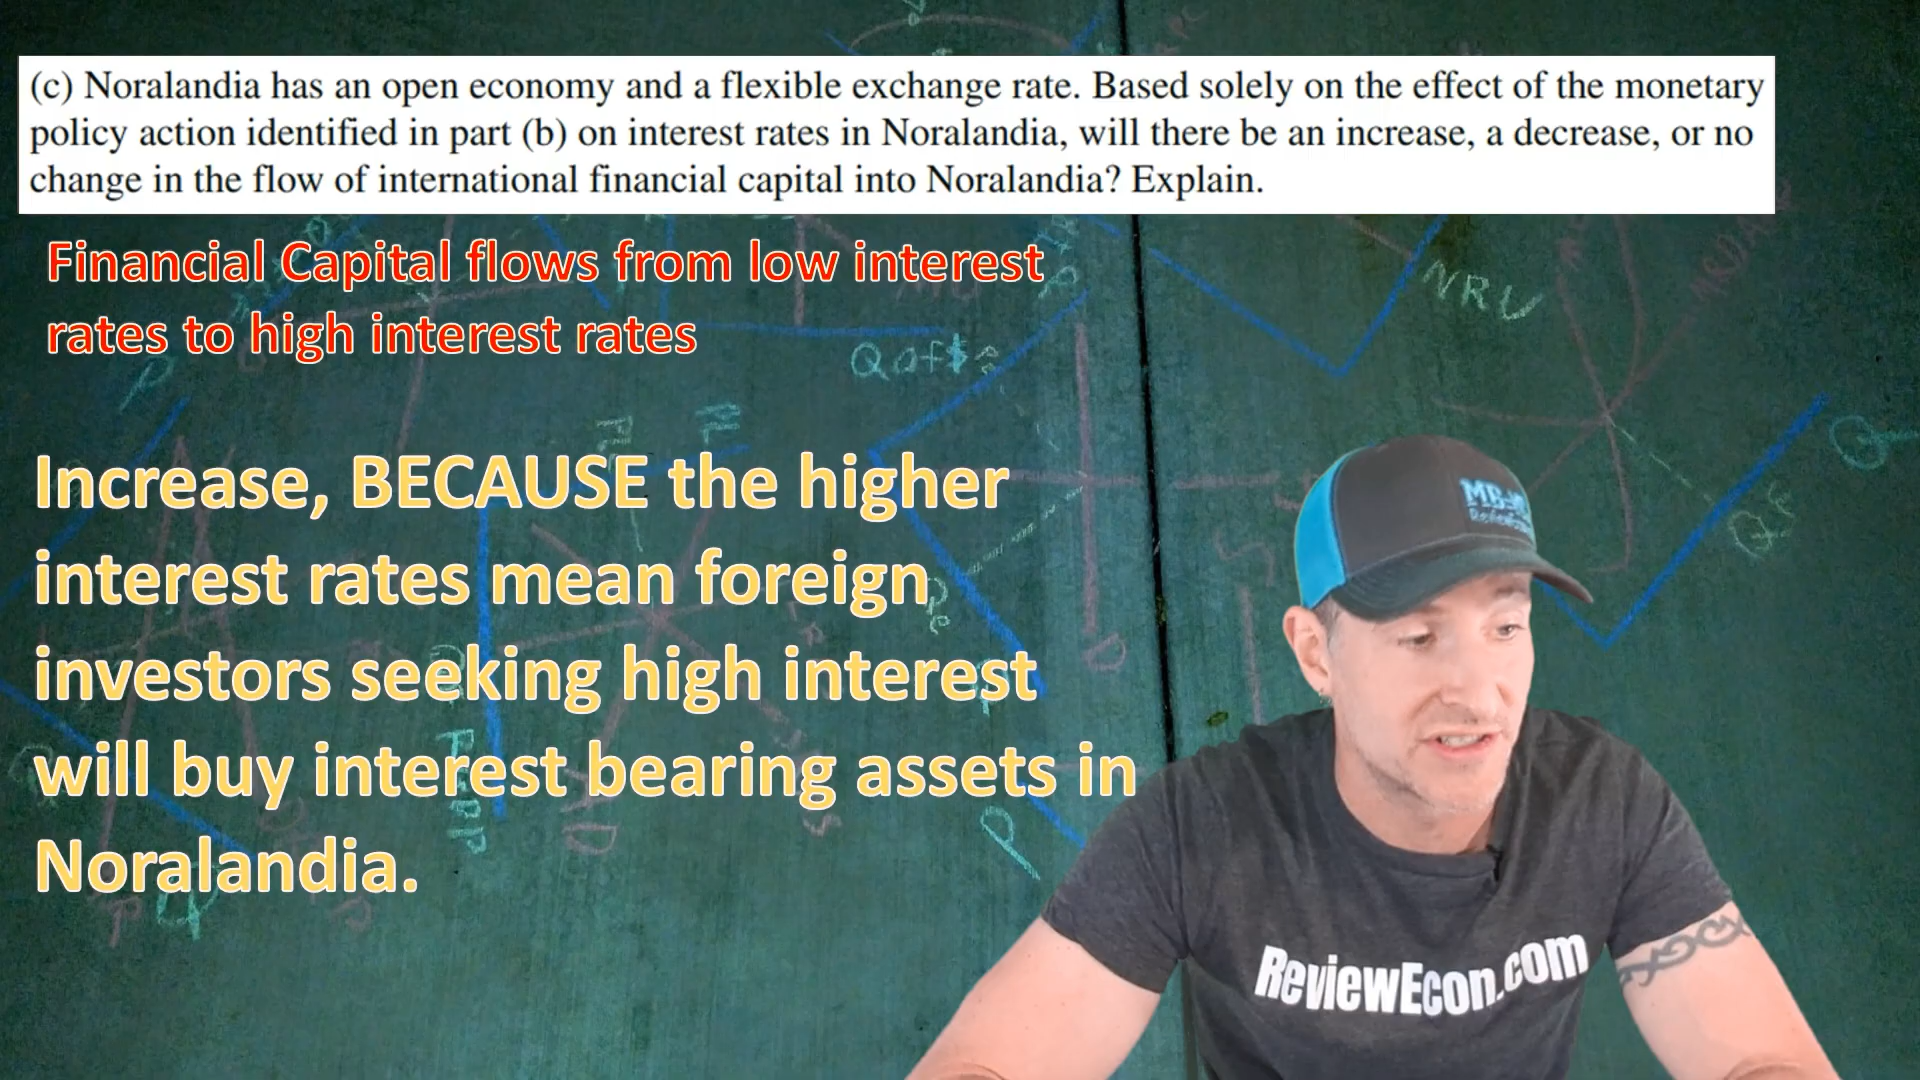 (c) Noralandia has an open economy and a flexible exchange rate. Based solely on the effect of the monetary
policy action identified in part (b) on interest rates in Noralandia, will there be an increase, a decrease, or no
change in the flow of international financial capital into Noralandia? Explain.
Financial Capital flows from low interest
rates to high interest rates
NRU
Q of $
Increase, BECAUSE the higher
interest rates mean foreign
investors seeking high interest
will buy interest bearing assets in
Noralandia.
ReviewEcon.com